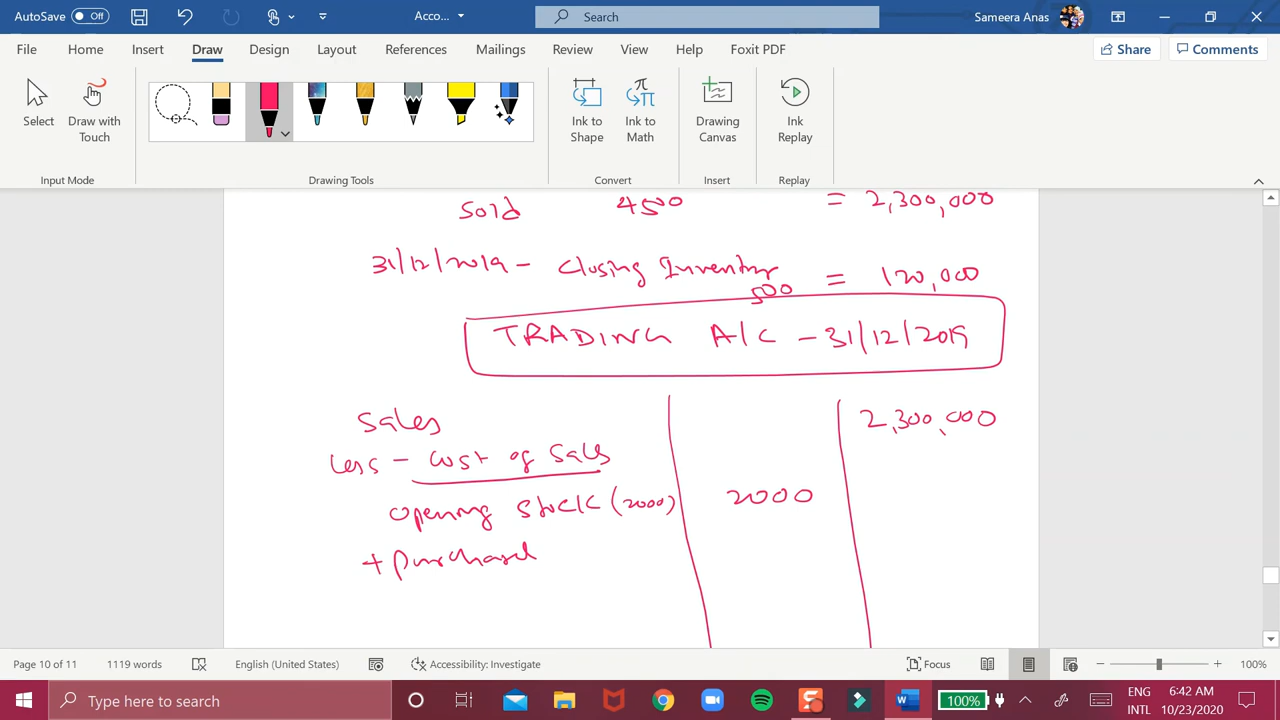 AutoSave Off Acco... Search Sameera Anas
File Home Insert Draw Design Layout References Mailings Review View Help Foxit PDF Share Comments
Select Draw with Touch Ink to Shape Ink to Math Drawing Canvas Ink Replay
Input Mode Drawing Tools Convert Insert Replay
Sold 4500 = 2,300,000
31/12/2019 - Closing Inventory 500 = 120,000
TRADING A/C - 31/12/2019
Sales 2,300,000
Less - Cost of Sales
Opening Stock (2000) 2000
+ Purchased
Page 10 of 11 1119 words English (United States) Accessibility: Investigate Focus 100%
Type here to search 100% ENG INTL 6:42 AM 10/23/2020